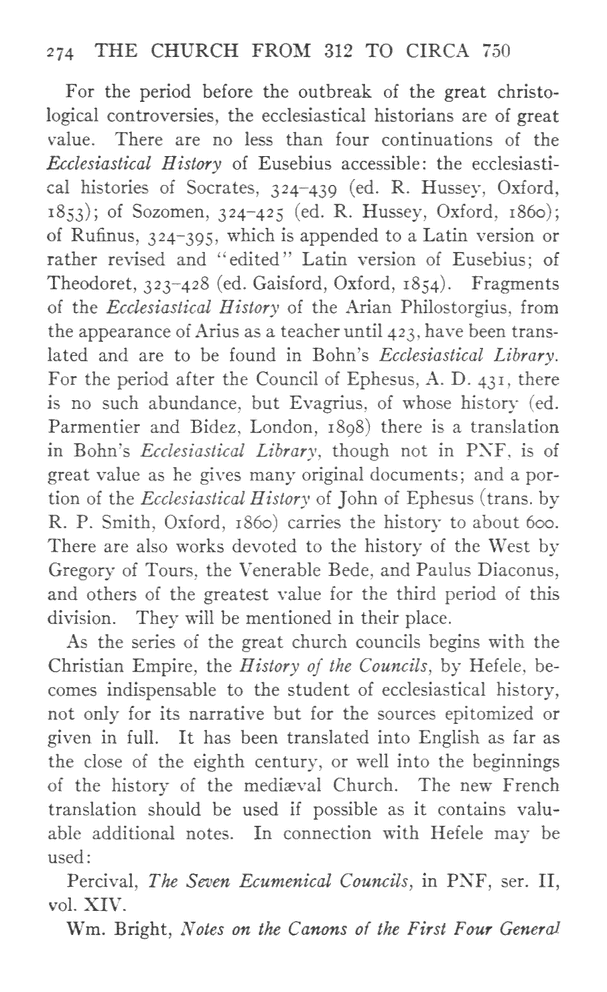 274 THE CHURCH FROM 312 TO CIRCA 750
For the period before the outbreak of the great christo-
logical controversies, the ecclesiastical historians are of great
value. There are no less than four continuations of the
Ecclesiastical History of Eusebius accessible: the ecclesiasti-
cal histories of Socrates, 324–439 (ed. R. Hussey, Oxford,
1853); of Sozomen, 324–425 (ed. R. Hussey, Oxford, 1860);
of Rufinus, 324–395, which is appended to a Latin version or
rather revised and “edited” Latin version of Eusebius; of
Theodoret, 323–428 (ed. Gaisford, Oxford, 1854). Fragments
of the Ecclesiastical History of the Arian Philostorgius, from
the appearance of Arius as a teacher until 423, have been trans-
lated and are to be found in Bohn’s Ecclesiastical Library.
For the period after the Council of Ephesus, A. D. 431, there
is no such abundance, but Evagrius, of whose history (ed.
Parmentier and Bidez, London, 1898) there is a translation
in Bohn’s Ecclesiastical Library, though not in PNF, is of
great value as he gives many original documents; and a por-
tion of the Ecclesiastical History of John of Ephesus (trans. by
R. P. Smith, Oxford, 1860) carries the history to about 600.
There are also works devoted to the history of the West by
Gregory of Tours, the Venerable Bede, and Paulus Diaconus,
and others of the greatest value for the third period of this
division. They will be mentioned in their place.
As the series of the great church councils begins with the
Christian Empire, the History of the Councils, by Hefele, be-
comes indispensable to the student of ecclesiastical history,
not only for its narrative but for the sources epitomized or
given in full. It has been translated into English as far as
the close of the eighth century, or well into the beginnings
of the history of the mediæval Church. The new French
translation should be used if possible as it contains valu-
able additional notes. In connection with Hefele may be
used:
Percival, The Seven Ecumenical Councils, in PNF, ser. II,
vol. XIV.
Wm. Bright, Notes on the Canons of the First Four General